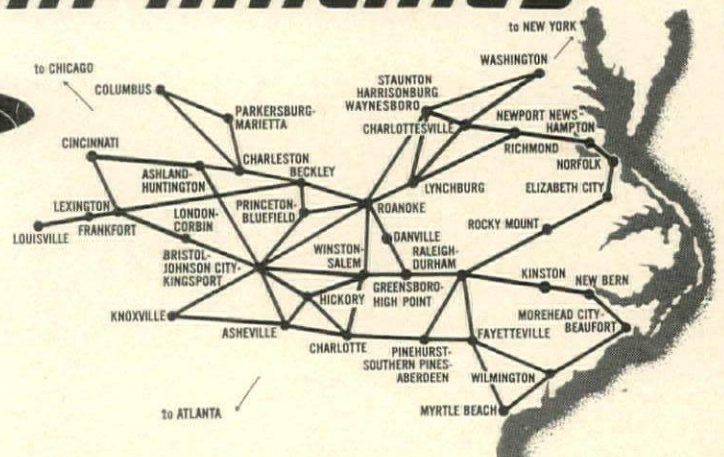 to NEW YORK
WASHINGTON
to CHICAGO
COLUMBUS
STAUNTON
HARRISONBURG
WAYNESBORO
PARKERSBURG-
MARIETTA
CHARLOTTESVILLE
NEWPORT NEWS-
HAMPTON
RICHMOND
CINCINNATI
ASHLAND-
HUNTINGTON
CHARLESTON
BECKLEY
NORFOLK
LYNCHBURG
ELIZABETH CITY
LEXINGTON
FRANKFORT
LOUISVILLE
LONDON-
CORBIN
PRINCETON-
BLUEFIELD
ROANOKE
ROCKY MOUNT
DANVILLE
BRISTOL-
JOHNSON CITY-
KINGSPORT
WINSTON-
SALEM
RALEIGH-
DURHAM
GREENSBORO-
HIGH POINT
KINSTON
NEW BERN
HICKORY
MOREHEAD CITY-
BEAUFORT
KNOXVILLE
ASHEVILLE
CHARLOTTE
FAYETTEVILLE
PINEHURST-
SOUTHERN PINES-
ABERDEEN
WILMINGTON
to ATLANTA
MYRTLE BEACH